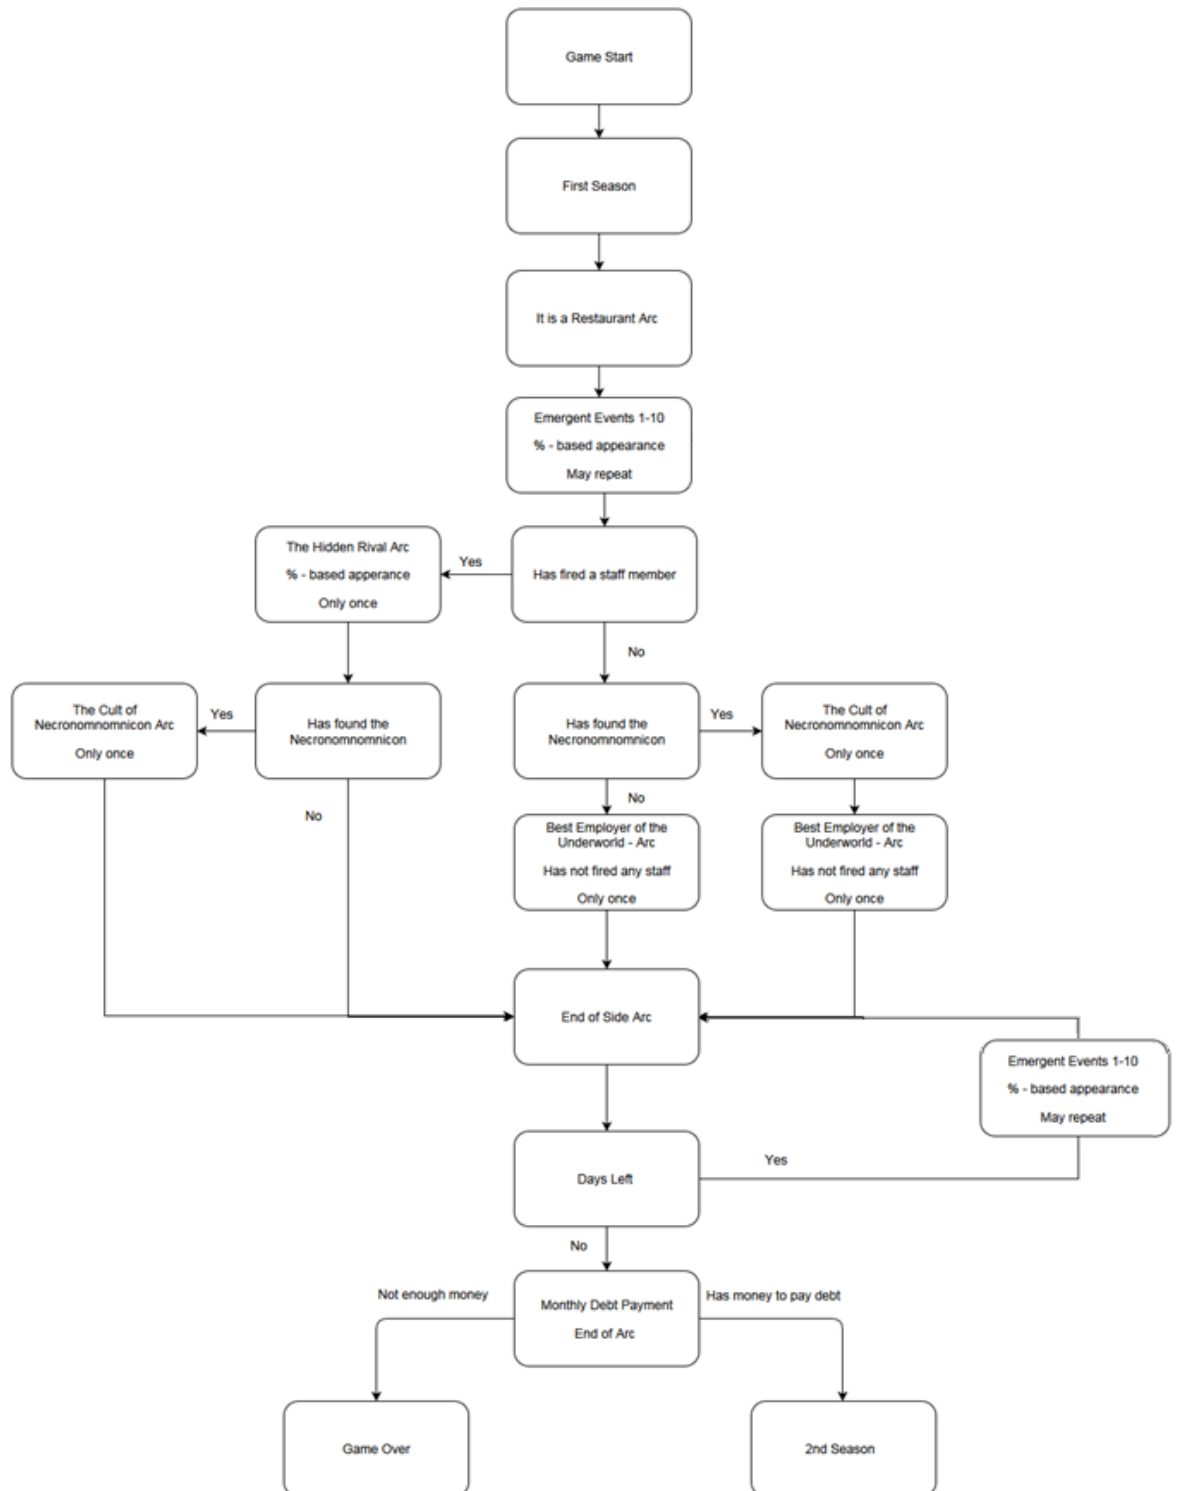 Game Start
First Season
It is a Restaurant Arc
Emergent Events 1-10
% - based appearance
May repeat
The Hidden Rival Arc
% - based apperance
Only once
Yes
Has fired a staff member
No
The Cult of
Necronomnomnicon Arc
Only once
Yes
Has found the
Necronomnomnicon
Has found the
Necronomnomnicon
Yes
The Cult of
Necronomnomnicon Arc
Only once
No
No
Best Employer of the
Underworld - Arc
Has not fired any staff
Only once
Best Employer of the
Underworld - Arc
Has not fired any staff
Only once
End of Side Arc
Emergent Events 1-10
% - based appearance
May repeat
Days Left
Yes
No
Not enough money
Monthly Debt Payment
End of Arc
Has money to pay debt
Game Over
2nd Season